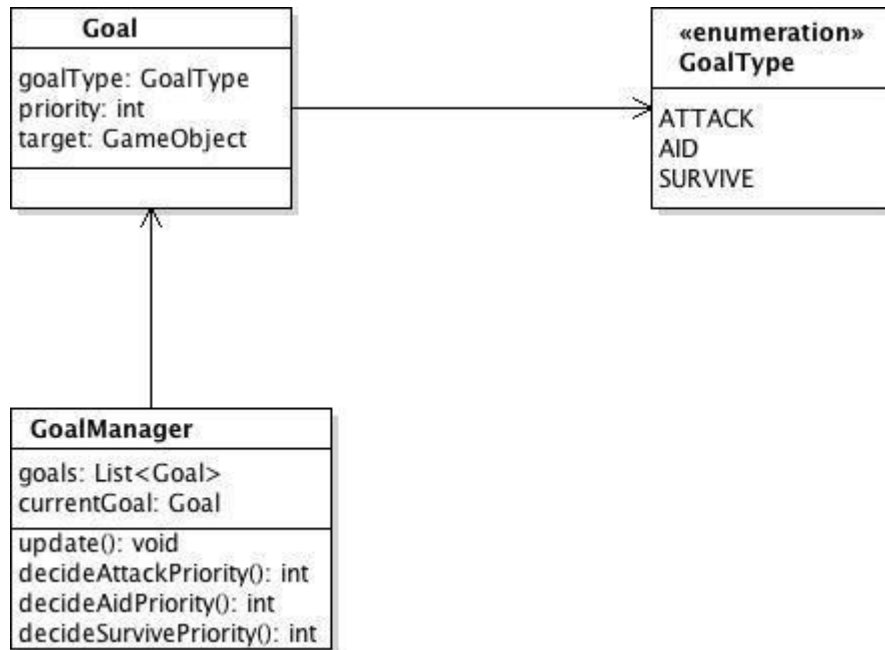 Goal
goalType: GoalType
priority: int
target: GameObject
«enumeration»
GoalType
ATTACK
AID
SURVIVE
GoalManager
goals: List<Goal>
currentGoal: Goal
update(): void
decideAttackPriority(): int
decideAidPriority(): int
decideSurvivePriority(): int